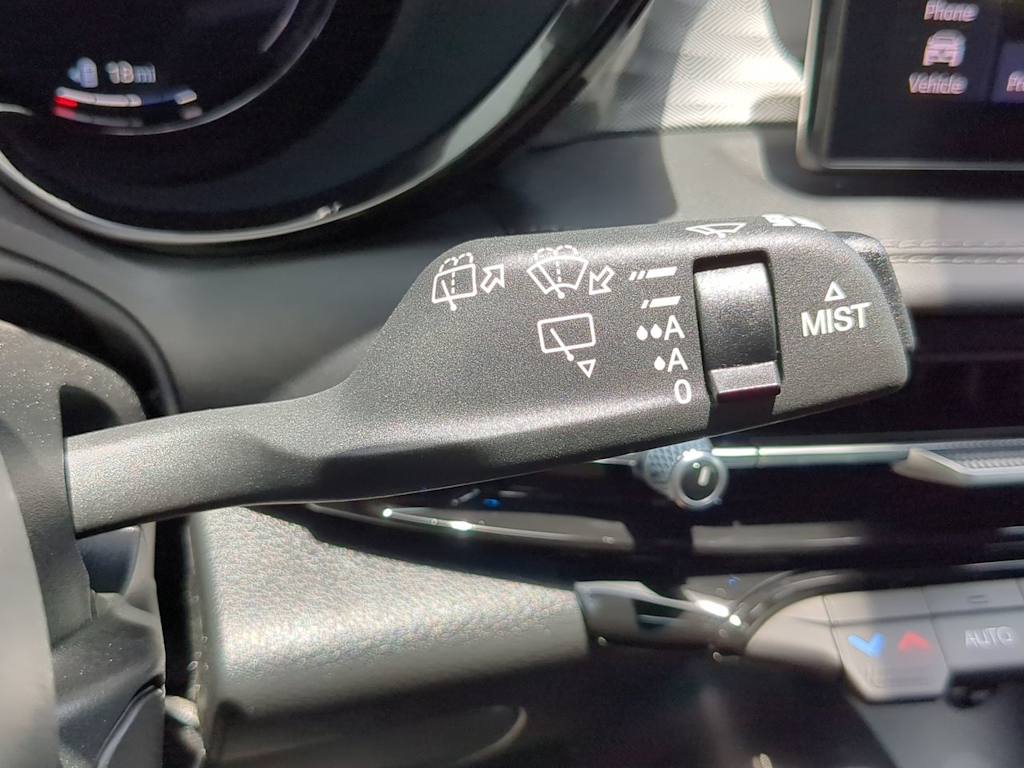 18 mi
Phone
Vehicle
MIST
A
A
0
AUTO